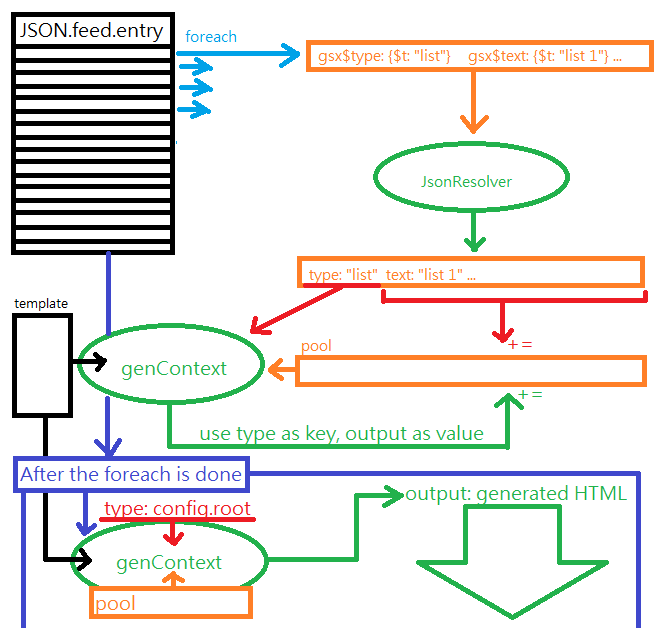 JSON.feed.entry
foreach
gsx$type: {$t: "list"} gsx$text: {$t: "list 1"} ...
JsonResolver
type: "list" text: "list 1" ...
template
+=
pool
genContext
+=
use type as key, output as value
After the foreach is done
output: generated HTML
type: config.root
genContext
pool